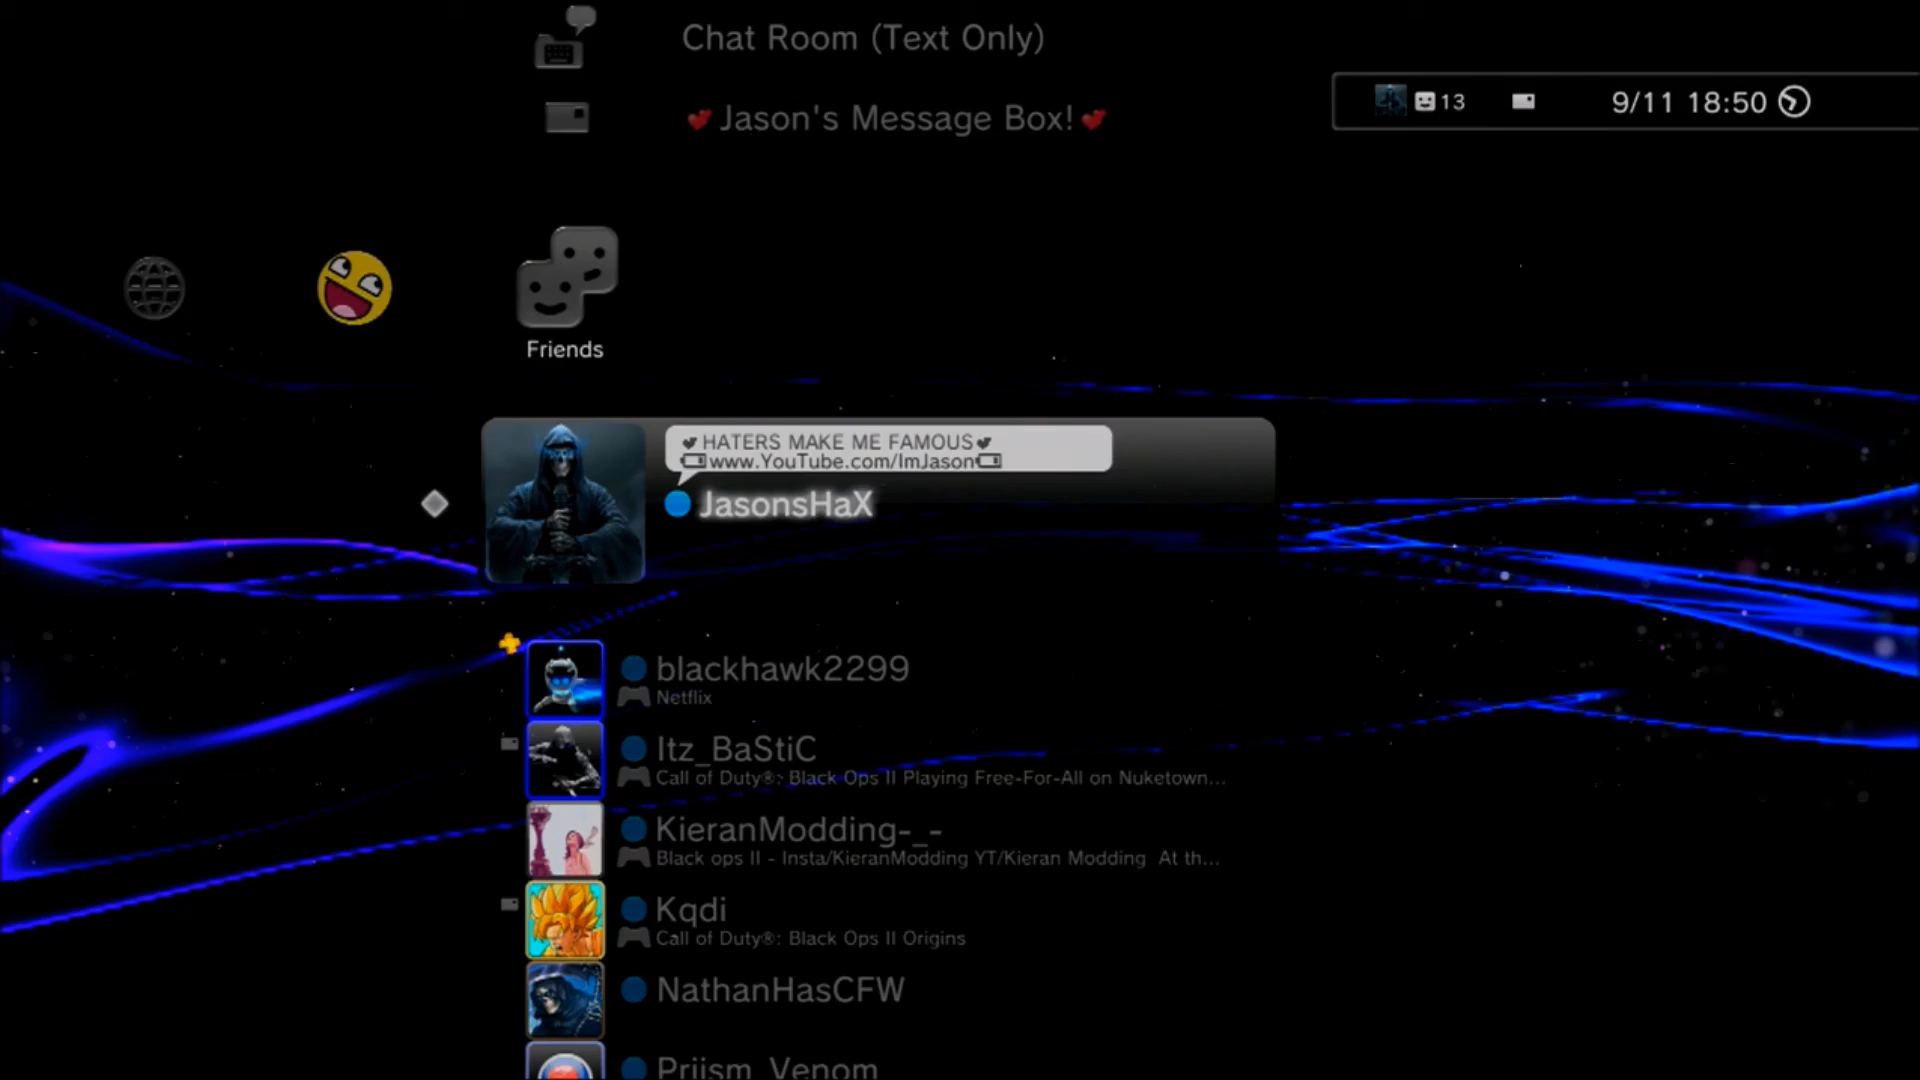 Chat Room (Text Only)
Jason's Message Box!
13
9/11 18:50
Friends
HATERS MAKE ME FAMOUS
www.YouTube.com/ImJason
JasonsHaX
blackhawk2299
Netflix
Itz_BaStiC
Call of Duty®: Black Ops II Playing Free-For-All on Nuketown...
KieranModding-_-
Black ops II - Insta/KieranModding YT/Kieran Modding At th...
Kqdi
Call of Duty®: Black Ops II Origins
NathanHasCFW
Priism_Venom